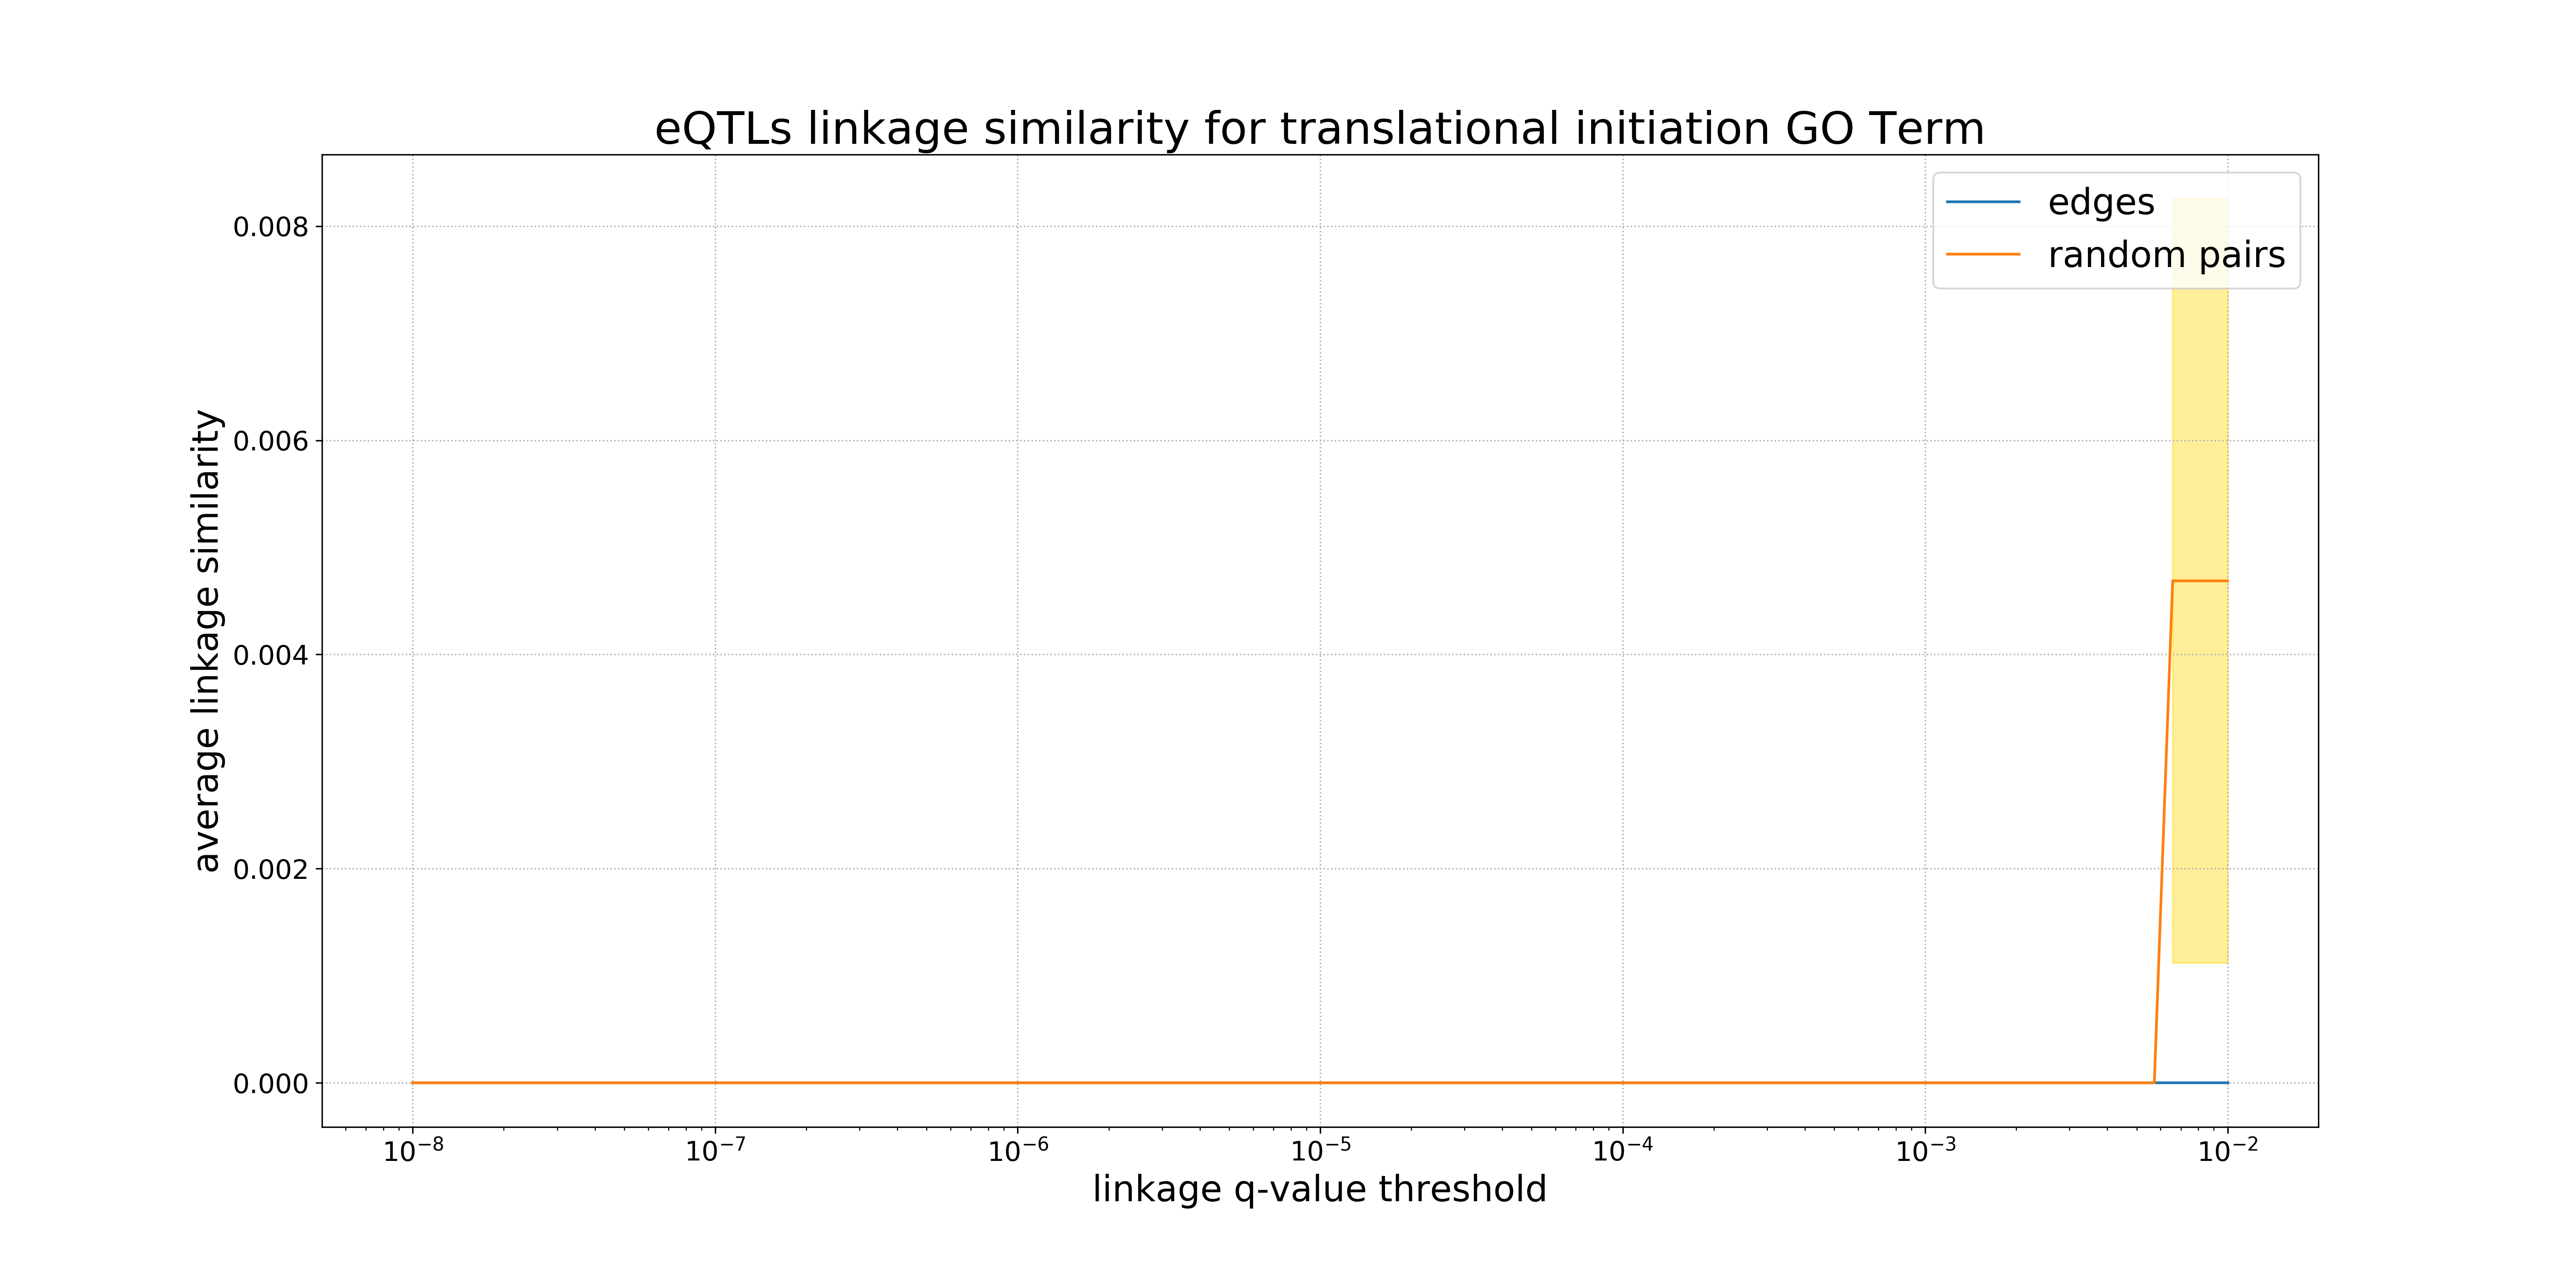 eQTLs linkage similarity for translational initiation GO Term
edges
random pairs
average linkage similarity
0.008
0.006
0.004
0.002
0.000
10⁻⁸ 10⁻⁷ 10⁻⁶ 10⁻⁵ 10⁻⁴ 10⁻³ 10⁻²
linkage q-value threshold